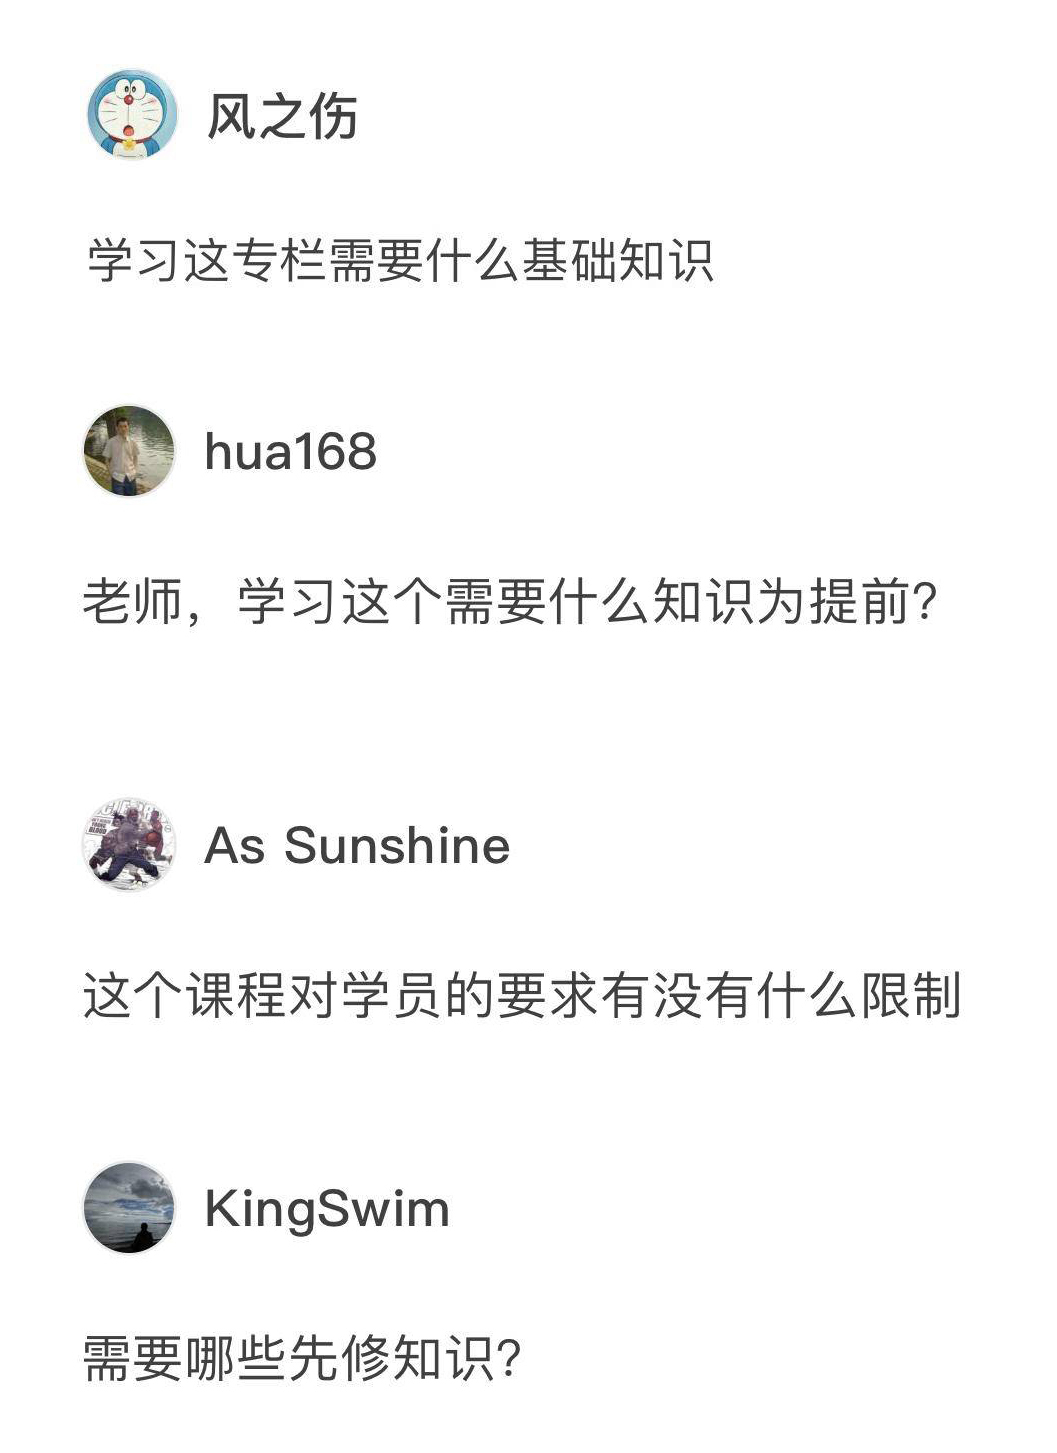 风之伤
学习这专栏需要什么基础知识
hua168
老师，学习这个需要什么知识为提前？
As Sunshine
这个课程对学员的要求有没有什么限制
KingSwim
需要哪些先修知识？